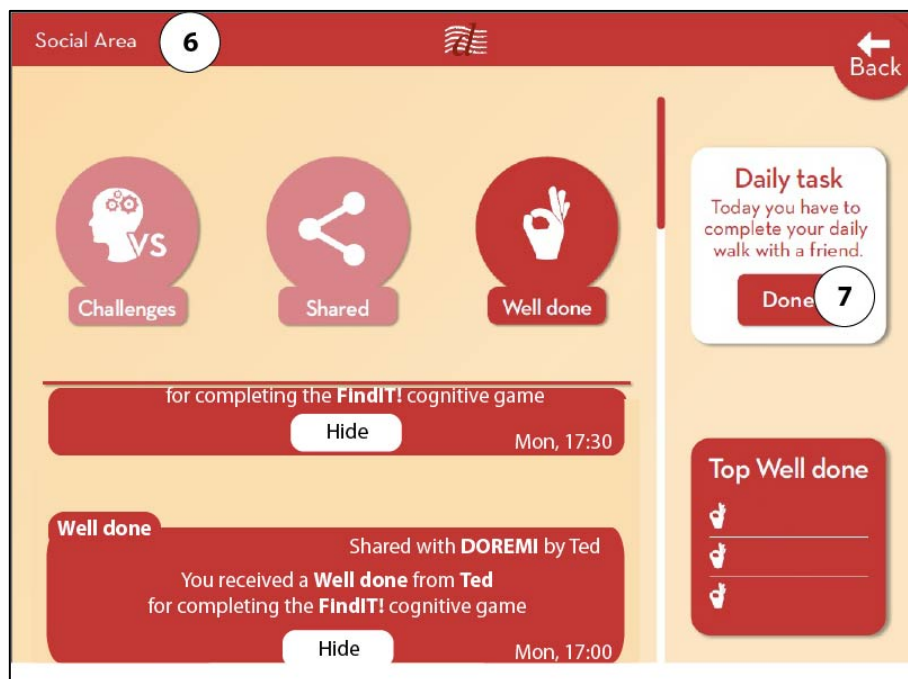 Social Area
6
d
Back
Challenges
VS
Shared
Well done
for completing the FindIT! cognitive game
Hide
Mon, 17:30
Well done
Shared with DOREMI by Ted
You received a Well done from Ted
for completing the FindIT! cognitive game
Hide
Mon, 17:00
Daily task
Today you have to
complete your daily
walk with a friend.
Done
7
Top Well done